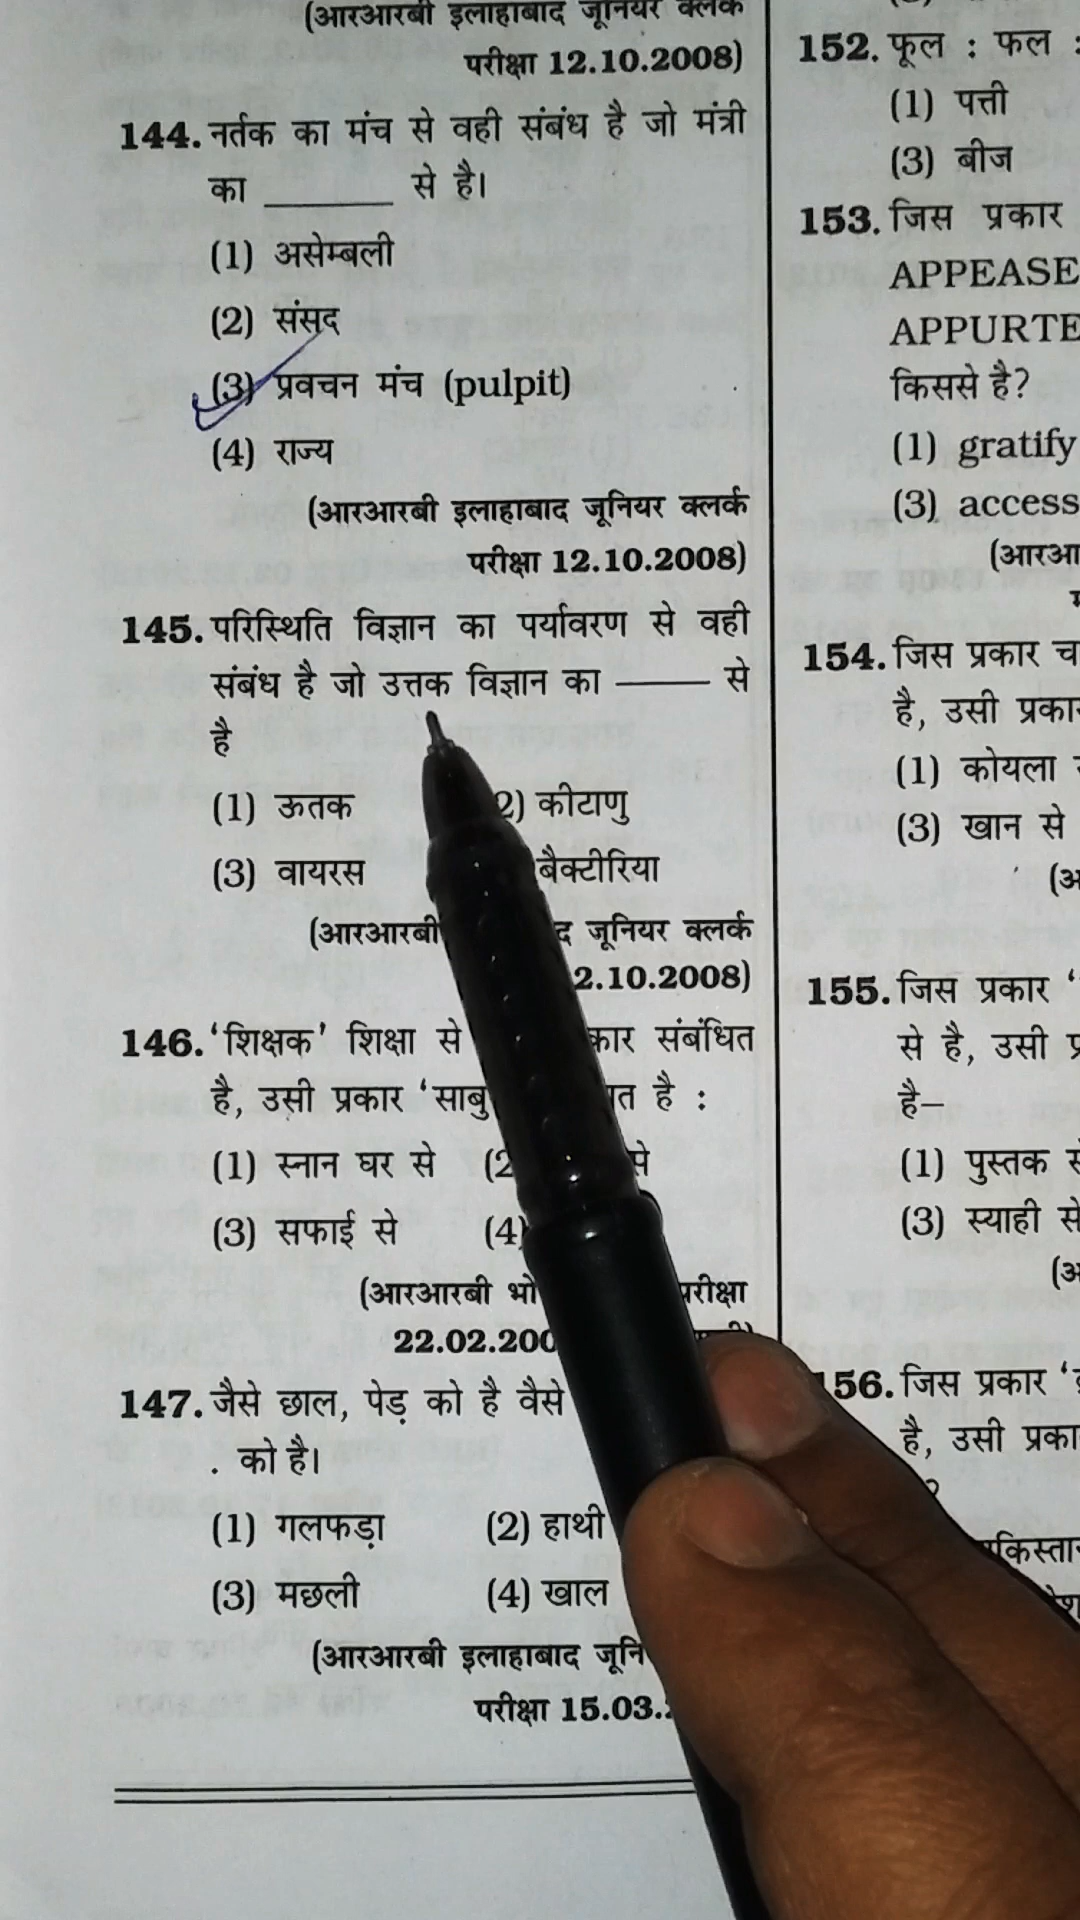 (आरआरबी इलाहाबाद जूनियर क्लर्क
परीक्षा 12.10.2008)
144. नर्तक का मंच से वही संबंध है जो मंत्री
का ________ से है।
(1) असेम्बली
(2) संसद
(3) प्रवचन मंच (pulpit)
(4) राज्य
(आरआरबी इलाहाबाद जूनियर क्लर्क
परीक्षा 12.10.2008)
145. परिस्थिति विज्ञान का पर्यावरण से वही
संबंध है जो उत्तक विज्ञान का ——— से
है
(1) ऊतक 2) कीटाणु
(3) वायरस बैक्टीरिया
(आरआरबी द जूनियर क्लर्क
2.10.2008)
146. ‘शिक्षक’ शिक्षा से कार संबंधित
है, उसी प्रकार ‘साबु त है :
(1) स्नान घर से (2 से
(3) सफाई से (4)
(आरआरबी भो परीक्षा
22.02.200
147. जैसे छाल, पेड़ को है वैसे
. को है।
(1) गलफड़ा (2) हाथी
(3) मछली (4) खाल
(आरआरबी इलाहाबाद जूनि
परीक्षा 15.03.
152. फूल : फल :
(1) पत्ती
(3) बीज
153. जिस प्रकार
APPEASE
APPURTE
किससे है?
(1) gratify
(3) access
(आरआ
154. जिस प्रकार च
है, उसी प्रकार
(1) कोयला
(3) खान से
(अ
155. जिस प्रकार ‘
से है, उसी प्र
है–
(1) पुस्तक से
(3) स्याही से
(अ
156. जिस प्रकार ‘
है, उसी प्रका
?